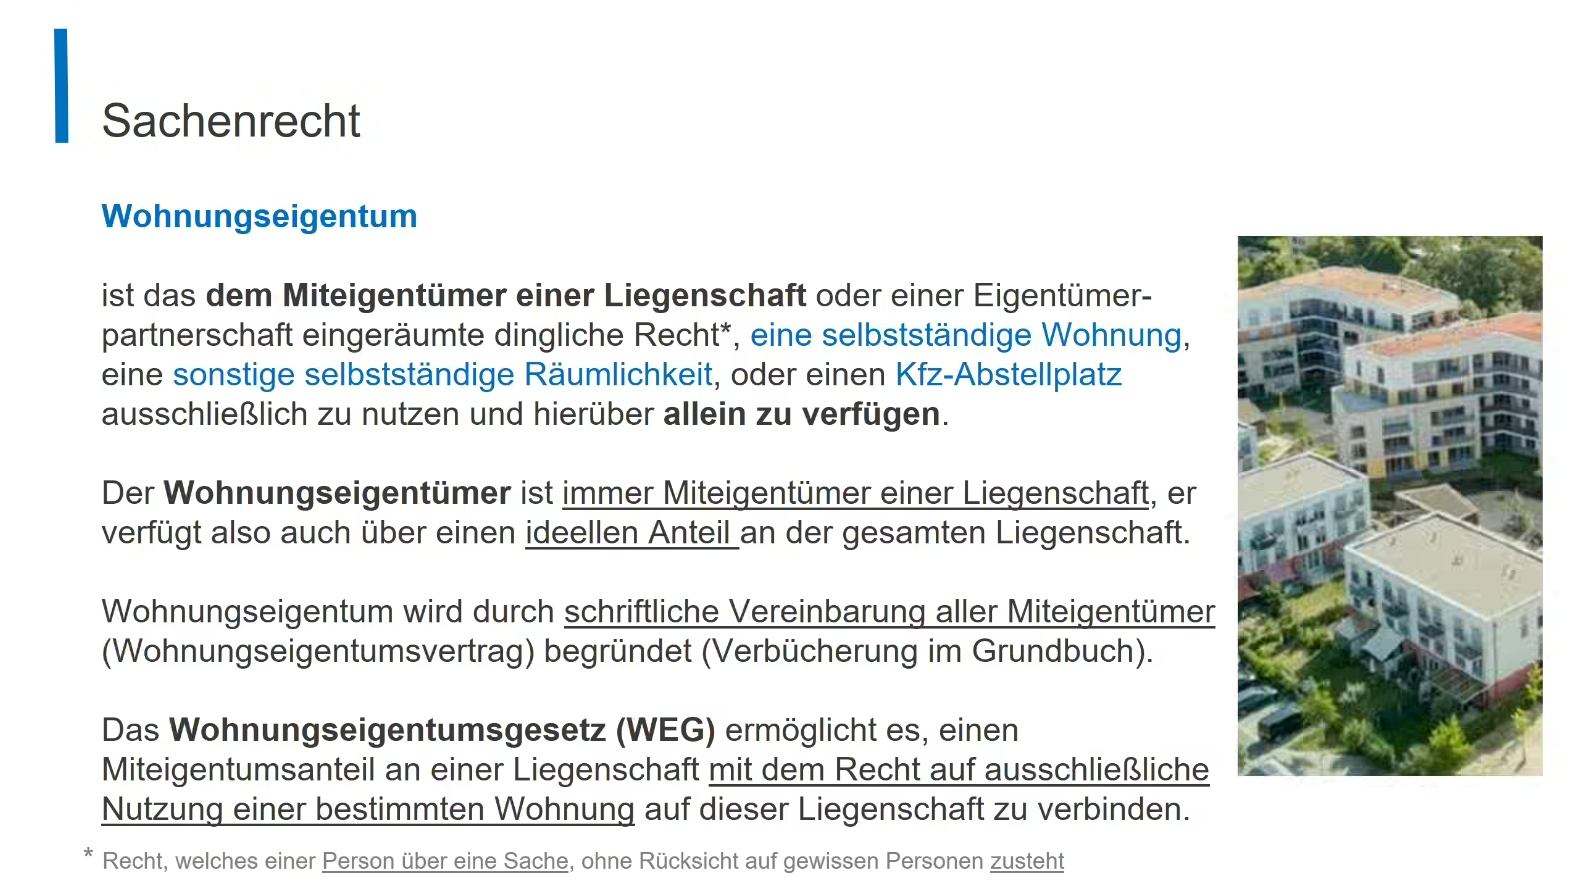 Sachenrecht
Wohnungseigentum
ist das dem Miteigentümer einer Liegenschaft oder einer Eigentümer-
partnerschaft eingeräumte dingliche Recht*, eine selbstständige Wohnung,
eine sonstige selbstständige Räumlichkeit, oder einen Kfz-Abstellplatz
ausschließlich zu nutzen und hierüber allein zu verfügen.
Der Wohnungseigentümer ist immer Miteigentümer einer Liegenschaft, er
verfügt also auch über einen ideellen Anteil an der gesamten Liegenschaft.
Wohnungseigentum wird durch schriftliche Vereinbarung aller Miteigentümer
(Wohnungseigentumsvertrag) begründet (Verbücherung im Grundbuch).
Das Wohnungseigentumsgesetz (WEG) ermöglicht es, einen
Miteigentumsanteil an einer Liegenschaft mit dem Recht auf ausschließliche
Nutzung einer bestimmten Wohnung auf dieser Liegenschaft zu verbinden.
* Recht, welches einer Person über eine Sache, ohne Rücksicht auf gewissen Personen zusteht